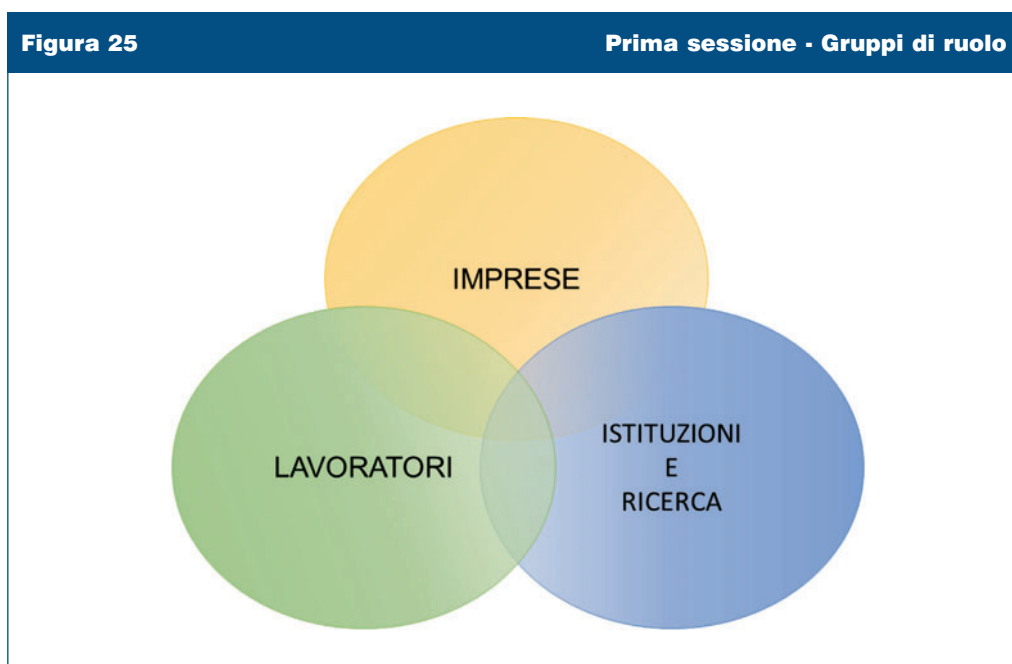 Figura 25
Prima sessione - Gruppi di ruolo
IMPRESE
LAVORATORI
ISTITUZIONI
E
RICERCA